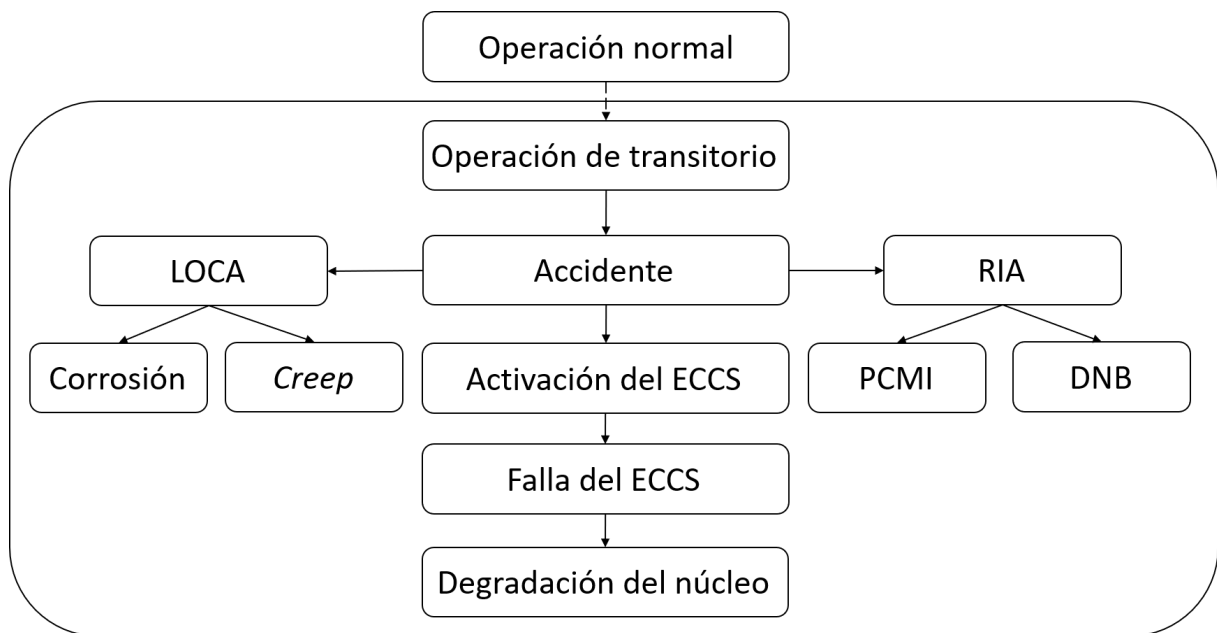 Operación normal
Operación de transitorio
LOCA
Accidente
RIA
Corrosión
Creep
Activación del ECCS
PCMI
DNB
Falla del ECCS
Degradación del núcleo